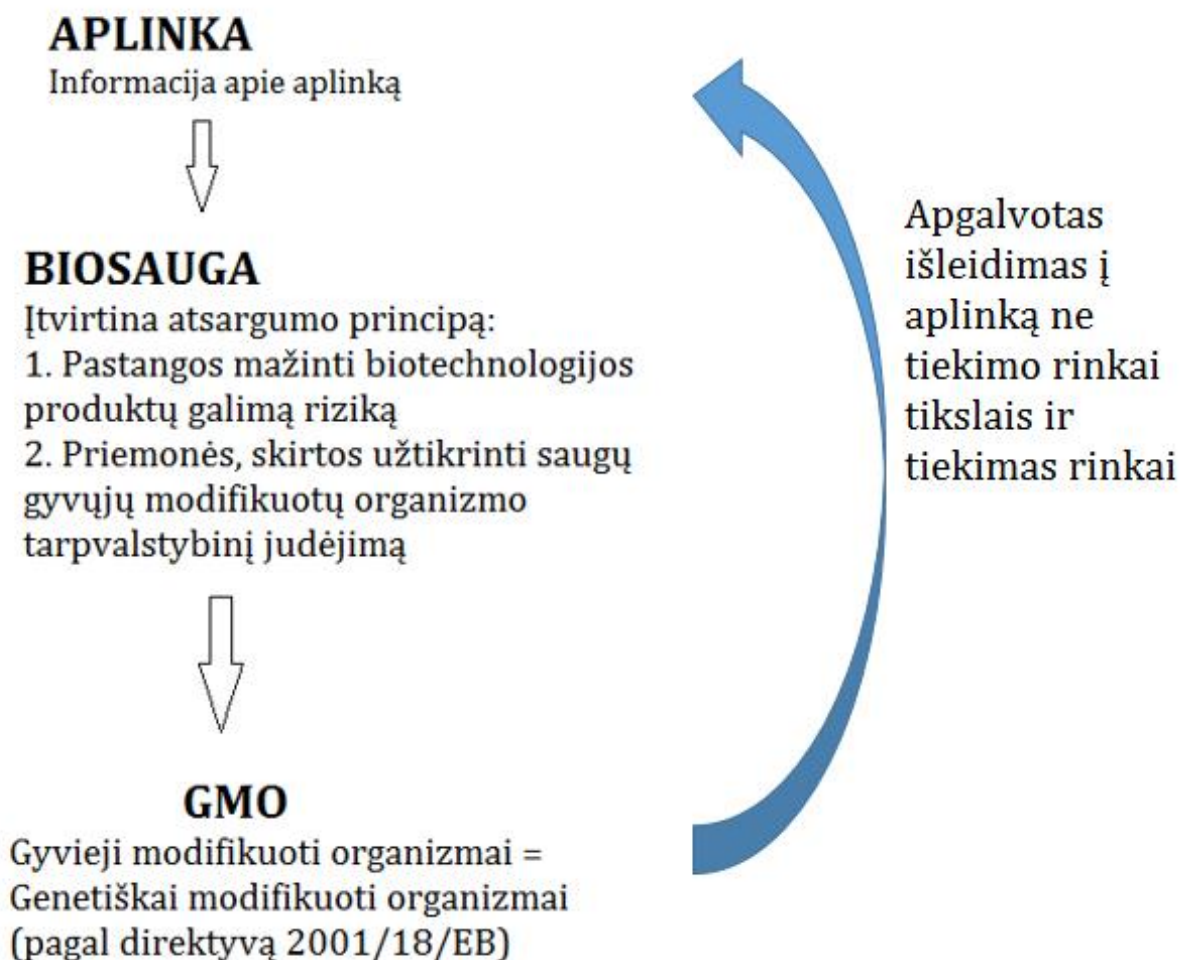 APLINKA
Informacija apie aplinką
BIOSAUGA
Įtvirtina atsargumo principą:
1. Pastangos mažinti biotechnologijos
produktų galimą riziką
2. Priemonės, skirtos užtikrinti saugų
gyvųjų modifikuotų organizmo
tarpvalstybinį judėjimą
GMO
Gyvieji modifikuoti organizmai =
Genetiškai modifikuoti organizmai
(pagal direktyvą 2001/18/EB)
Apgalvotas
išleidimas į
aplinką ne
tiekimo rinkai
tikslais ir
tiekimas rinkai